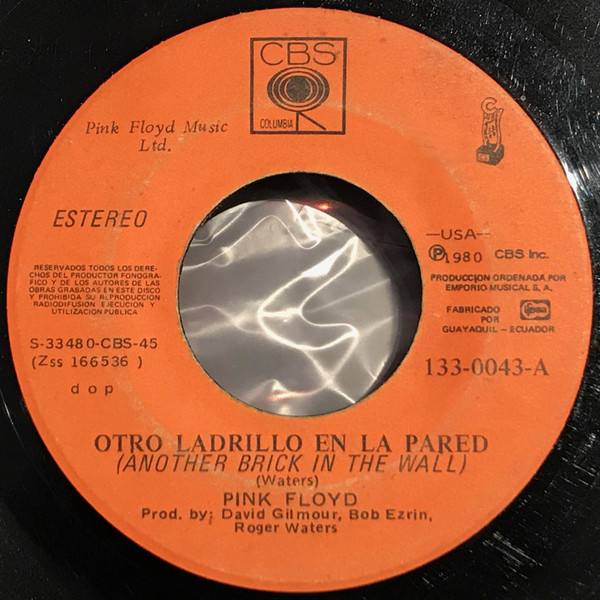 CBS
COLUMBIA
Pink Floyd Music
Ltd.
ESTEREO
—USA—
Ⓟ1980 CBS Inc.
RESERVADOS TODOS LOS DERE-
CHOS DEL PRODUCTOR FONOGRA-
FICO Y DE LOS AUTORES DE LAS
OBRAS GRABADAS EN ESTE DISCO
Y PROHIBIDA SU REPRODUCCION
RADIODIFUSION EJECUCION Y
UTILIZACION PUBLICA
PRODUCCION ORDENADA POR
EMPORIO MUSICAL S. A.
FABRICADO
POR
GUAYAQUIL - ECUADOR
S-33480-CBS-45
(Zss 166536 )
133-0043-A
d o p
OTRO LADRILLO EN LA PARED
(ANOTHER BRICK IN THE WALL)
(Waters)
PINK FLOYD
Prod. by; David Gilmour, Bob Ezrin,
Roger Waters